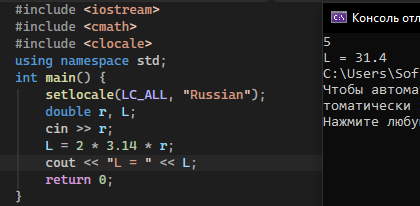 #include <iostream>
#include <cmath>
#include <clocale>
using namespace std;
int main() {
setlocale(LC_ALL, "Russian");
double r, L;
cin >> r;
L = 2 * 3.14 * r;
cout << "L = " << L;
return 0;
}
Консоль отл
5
L = 31.4
C:\Users\Sof
Чтобы автома
томатически
Нажмите любу